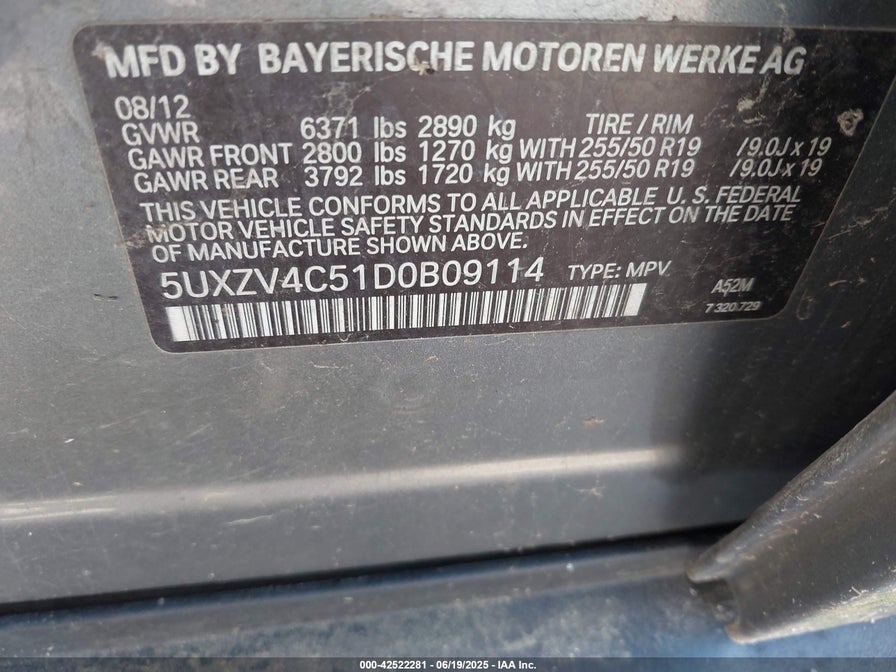 MFD BY BAYERISCHE MOTOREN WERKE AG
08/12
GVWR 6371 lbs 2890 kg TIRE / RIM
GAWR FRONT 2800 lbs 1270 kg WITH 255/50 R19 /9.0J x 19
GAWR REAR 3792 lbs 1720 kg WITH 255/50 R19 /9.0J x 19
THIS VEHICLE CONFORMS TO ALL APPLICABLE U. S. FEDERAL
MOTOR VEHICLE SAFETY STANDARDS IN EFFECT ON THE DATE
OF MANUFACTURE SHOWN ABOVE.
5UXZV4C51D0B09114 TYPE: MPV A52M
7 320 729
000-42522281 - 06/19/2025 - IAA Inc.